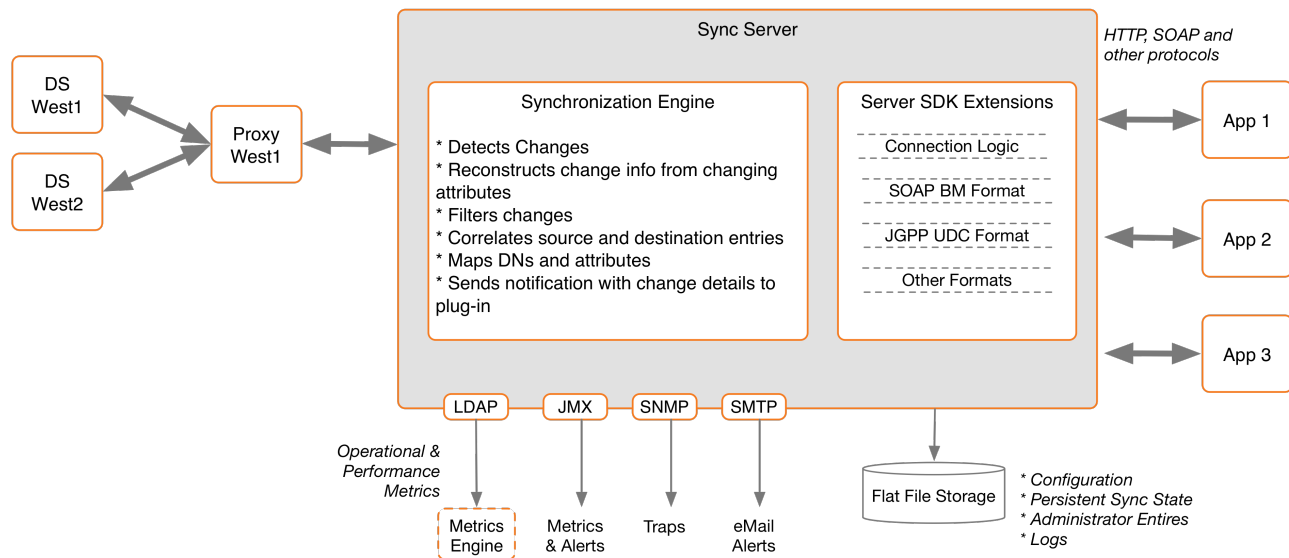 Sync Server
HTTP, SOAP and
other protocols
DS
West1
DS
West2
Proxy
West1
Synchronization Engine
* Detects Changes
* Reconstructs change info from changing
attributes
* Filters changes
* Correlates source and destination entries
* Maps DNs and attributes
* Sends notification with change details to
plug-in
Server SDK Extensions
Connection Logic
SOAP BM Format
JGPP UDC Format
Other Formats
App 1
App 2
App 3
LDAP
JMX
SNMP
SMTP
Operational &
Performance
Metrics
Metrics
Engine
Metrics
& Alerts
Traps
eMail
Alerts
Flat File Storage
* Configuration
* Persistent Sync State
* Administrator Entires
* Logs